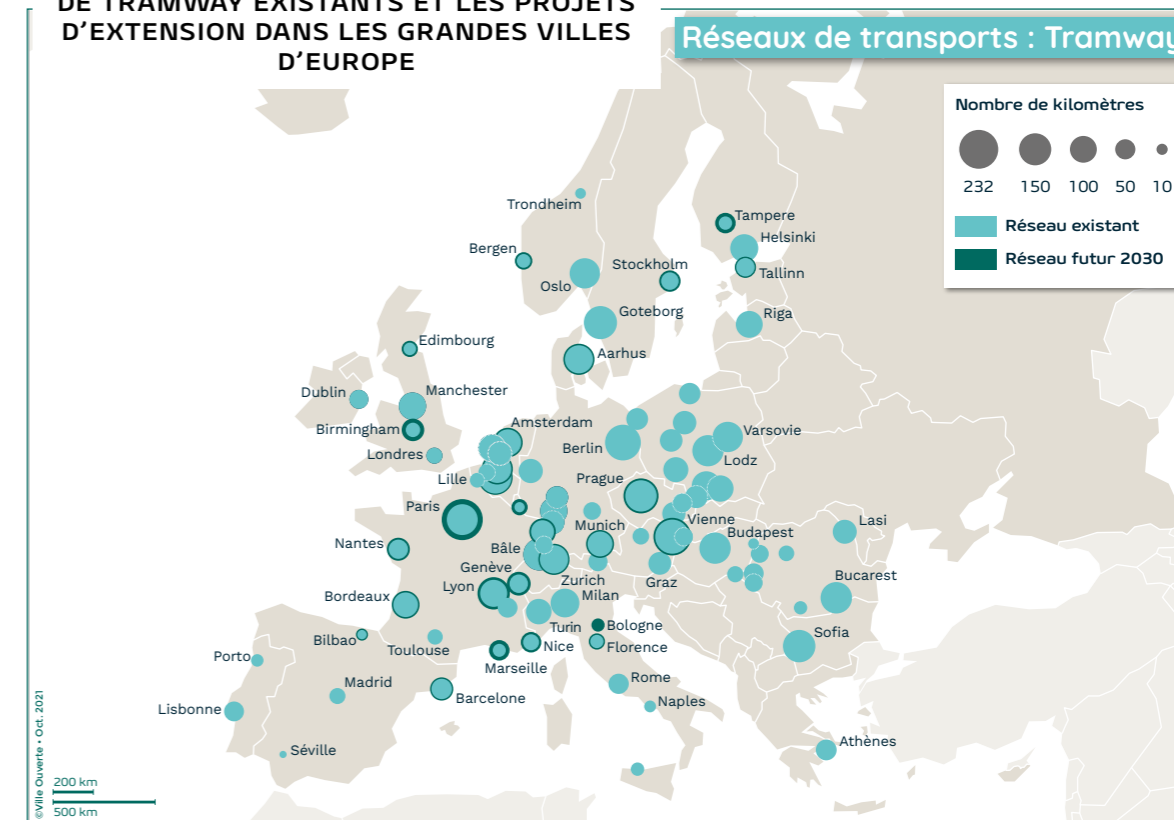 DE TRAMWAY EXISTANTS ET LES PROJETS
D'EXTENSION DANS LES GRANDES VILLES
D'EUROPE
Réseaux de transports : Tramway
Nombre de kilomètres
232 150 100 50 10
Réseau existant
Réseau futur 2030
Trondheim
Tampere
Bergen
Helsinki
Stockholm
Tallinn
Oslo
Goteborg
Riga
Edimbourg
Aarhus
Dublin
Manchester
Amsterdam
Birmingham
Varsovie
Berlin
Londres
Lodz
Lille
Prague
Paris
Vienne
Lasi
Munich
Budapest
Nantes
Bâle
Genève
Bucarest
Lyon
Zurich
Graz
Bordeaux
Milan
Turin
Bologne
Sofia
Bilbao
Toulouse
Nice
Florence
Porto
Marseille
Madrid
Rome
Barcelone
Naples
Lisbonne
Athènes
Séville
200 km
500 km
©Ville Ouverte • Oct. 2021